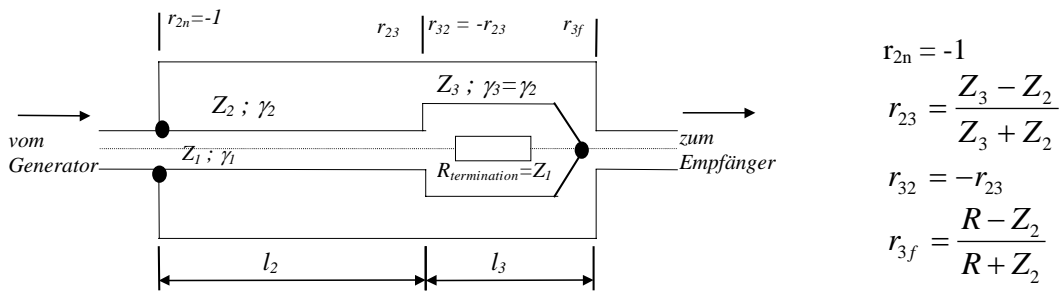 r2n=-1
r23
r32 = -r23
r3f
Z2 ; γ2
Z3 ; γ3=γ2
vom
Generator
Z1 ; γ1
Rtermination=Z1
zum
Empfänger
l2
l3
r2n = -1
r23 = (Z3 − Z2) / (Z3 + Z2)
r32 = −r23
r3f = (R − Z2) / (R + Z2)